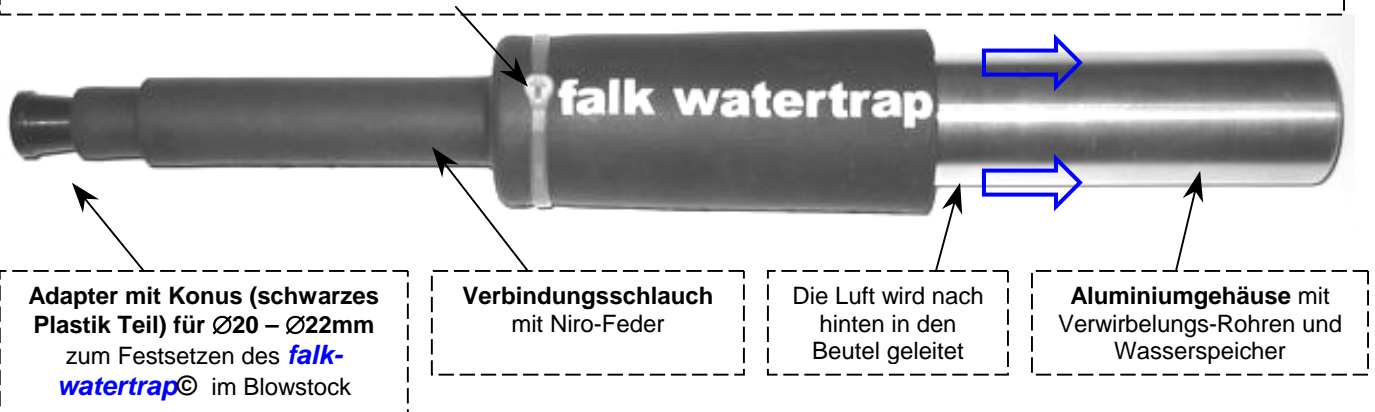 falk watertrap
Adapter mit Konus (schwarzes
Plastik Teil) für ∅20 – ∅22mm
zum Festsetzen des falk-
watertrap© im Blowstock
Verbindungsschlauch
mit Niro-Feder
Die Luft wird nach
hinten in den
Beutel geleitet
Aluminiumgehäuse mit
Verwirbelungs-Rohren und
Wasserspeicher